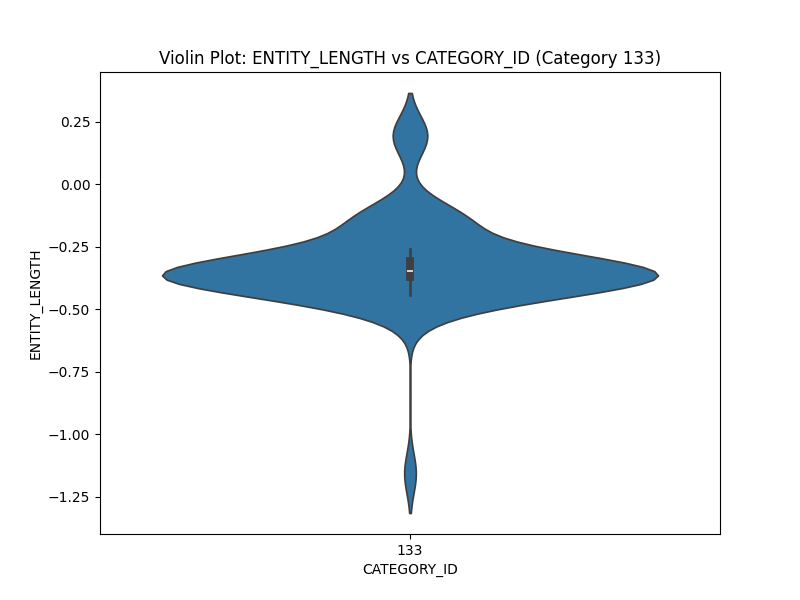 Violin Plot: ENTITY_LENGTH vs CATEGORY_ID (Category 133)
0.25
0.00
−0.25
−0.50
−0.75
−1.00
−1.25
ENTITY_LENGTH
133
CATEGORY_ID